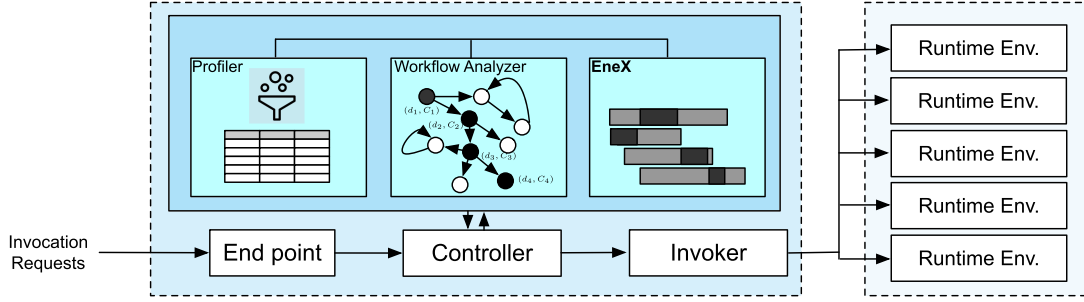 Profiler
Workflow Analyzer
EneX
(d₁, C₁)
(d₂, C₂)
(d₃, C₃)
(d₄, C₄)
Invocation
Requests
End point
Controller
Invoker
Runtime Env.
Runtime Env.
Runtime Env.
Runtime Env.
Runtime Env.